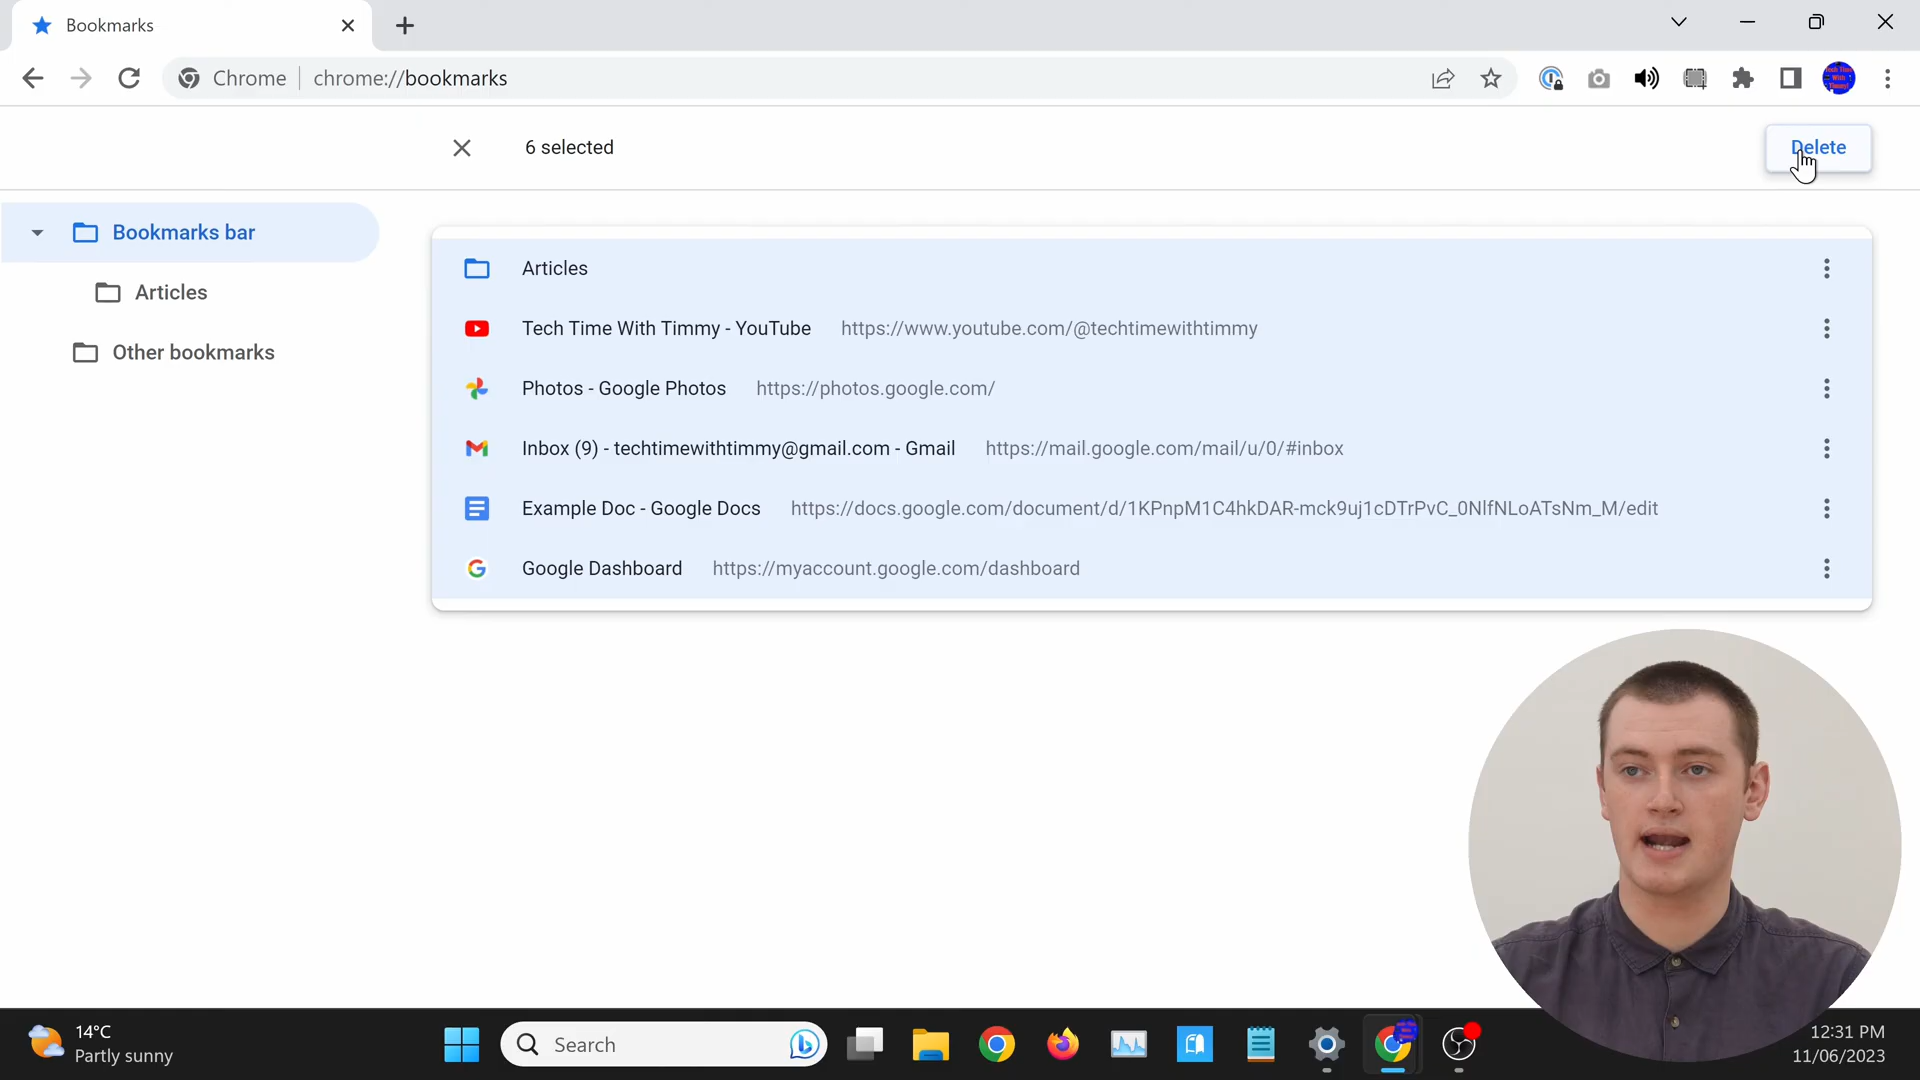 Bookmarks
Chrome chrome://bookmarks
6 selected
Delete
Bookmarks bar
Articles
Other bookmarks
Articles
Tech Time With Timmy - YouTube https://www.youtube.com/@techtimewithtimmy
Photos - Google Photos https://photos.google.com/
Inbox (9) - techtimewithtimmy@gmail.com - Gmail https://mail.google.com/mail/u/0/#inbox
Example Doc - Google Docs https://docs.google.com/document/d/1KPnpM1C4hkDAR-mck9uj1cDTrPvC_0NlfNLoATsNm_M/edit
Google Dashboard https://myaccount.google.com/dashboard
14°C
Partly sunny
Search
12:31 PM
11/06/2023